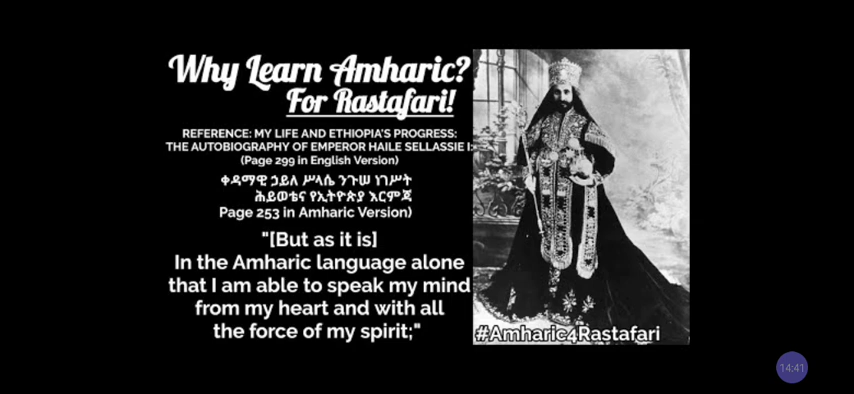 Why Learn Amharic?
For Rastafari!
REFERENCE: MY LIFE AND ETHIOPIA'S PROGRESS:
THE AUTOBIOGRAPHY OF EMPEROR HAILE SELLASSIE I:
(Page 299 in English Version)
ቀዳማዊ ኃይለ ሥላሴ ንጉሠ ነገሥት
ሕይወቴና የኢትዮጵያ እርምጃ
Page 253 in Amharic Version)
"[But as it is]
In the Amharic language alone
that I am able to speak my mind
from my heart and with all
the force of my spirit;"
#Amharic4Rastafari
14:41